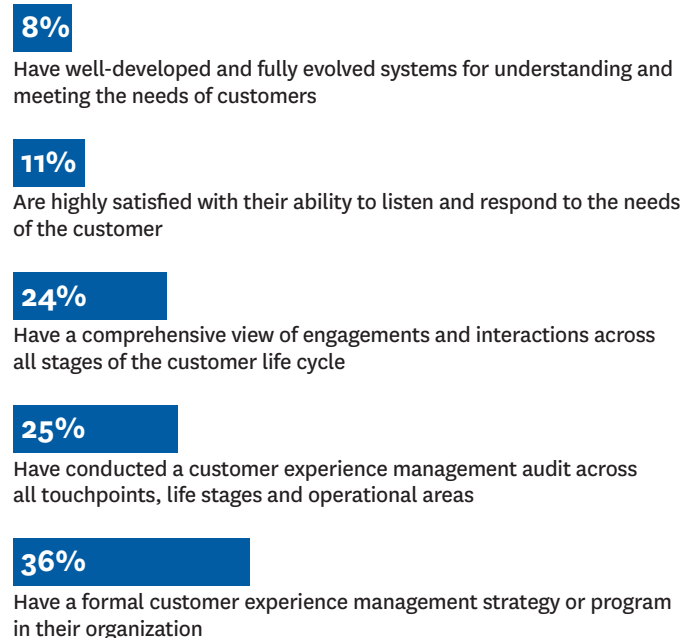 8%
Have well-developed and fully evolved systems for understanding and
meeting the needs of customers
11%
Are highly satisfied with their ability to listen and respond to the needs
of the customer
24%
Have a comprehensive view of engagements and interactions across
all stages of the customer life cycle
25%
Have conducted a customer experience management audit across
all touchpoints, life stages and operational areas
36%
Have a formal customer experience management strategy or program
in their organization